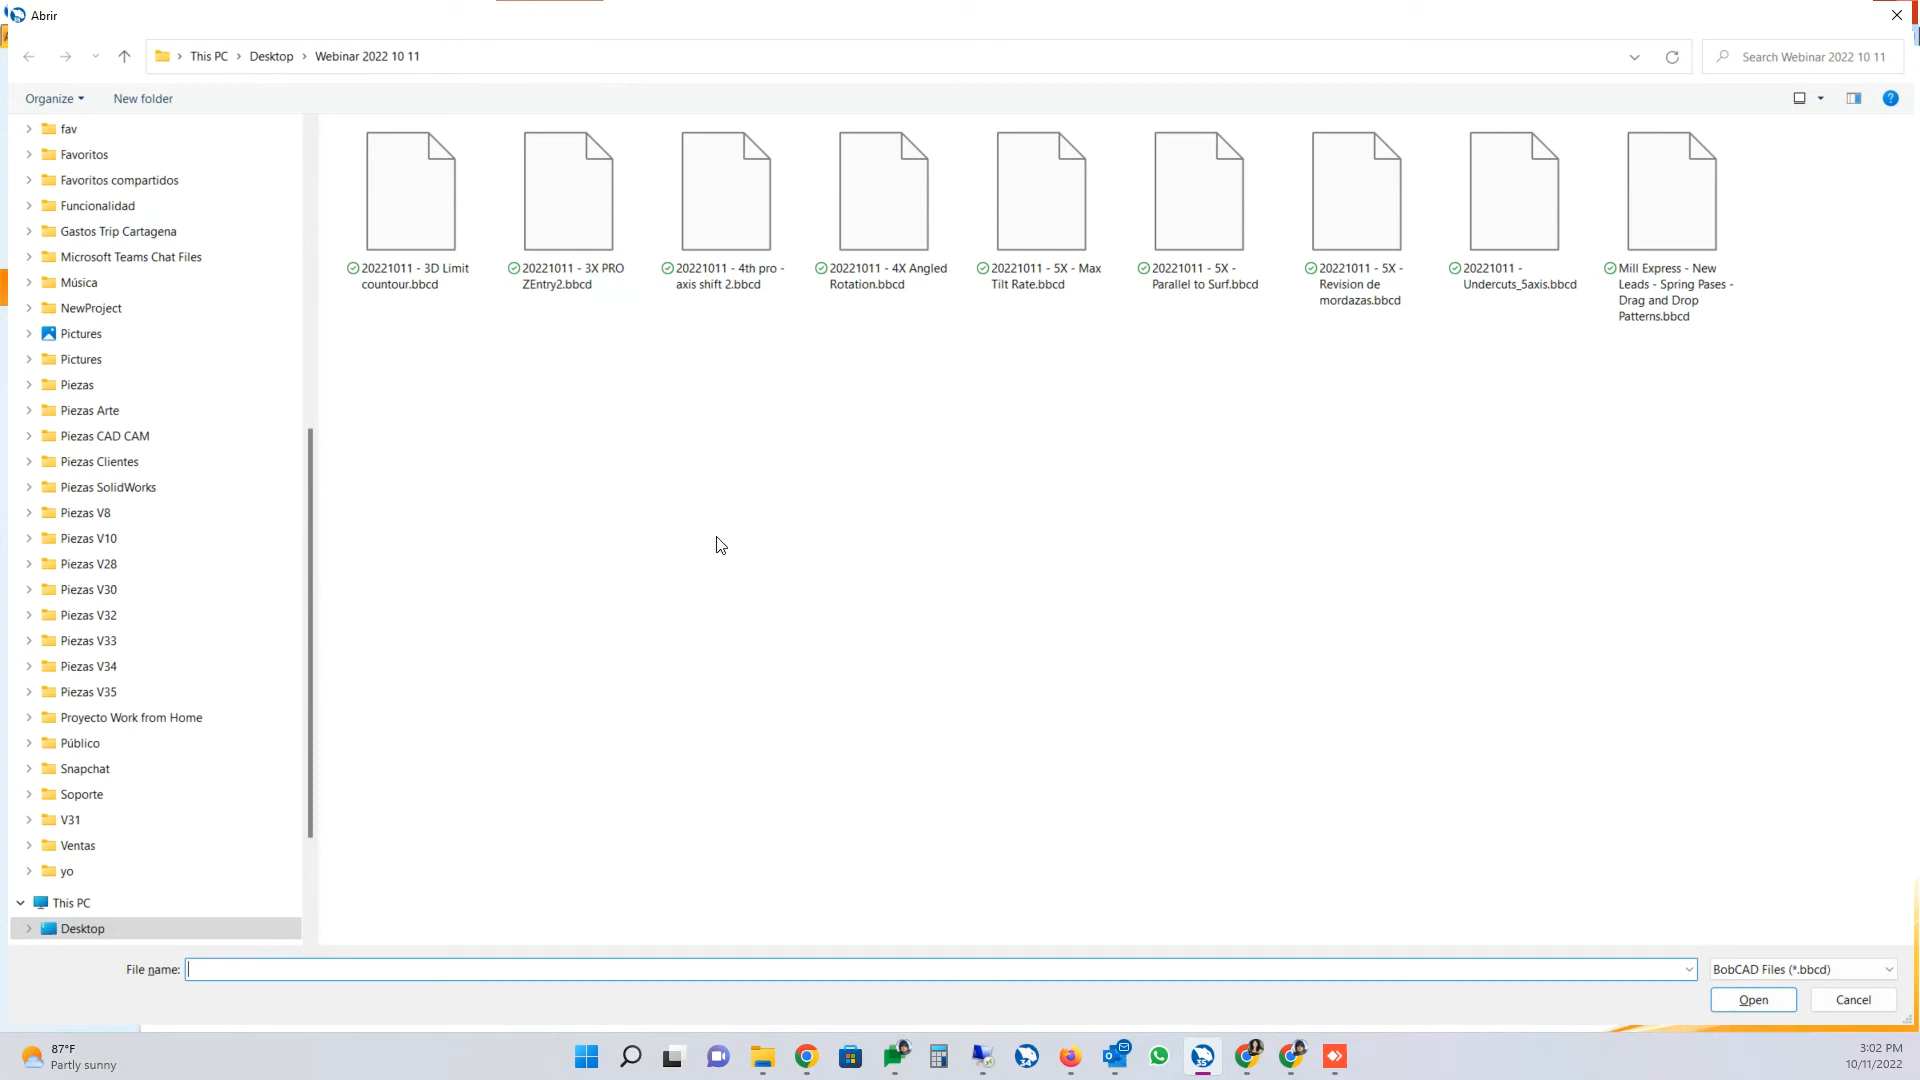 Abrir
This PC > Desktop > Webinar 2022 10 11
Search Webinar 2022 10 11
Organize
New folder
fav
Favoritos
Favoritos compartidos
Funcionalidad
Gastos Trip Cartagena
Microsoft Teams Chat Files
Música
NewProject
Pictures
Pictures
Piezas
Piezas Arte
Piezas CAD CAM
Piezas Clientes
Piezas SolidWorks
Piezas V8
Piezas V10
Piezas V28
Piezas V30
Piezas V32
Piezas V33
Piezas V34
Piezas V35
Proyecto Work from Home
Público
Snapchat
Soporte
V31
Ventas
yo
This PC
Desktop
20221011 - 3D Limit
countour.bbcd
20221011 - 3X PRO
ZEntry2.bbcd
20221011 - 4th pro -
axis shift 2.bbcd
20221011 - 4X Angled
Rotation.bbcd
20221011 - 5X - Max
Tilt Rate.bbcd
20221011 - 5X -
Parallel to Surf.bbcd
20221011 - 5X -
Revision de
mordazas.bbcd
20221011 -
Undercuts_5axis.bbcd
Mill Express - New
Leads - Spring Pases -
Drag and Drop
Patterns.bbcd
File name:
BobCAD Files (*.bbcd)
Open
Cancel
87°F
Partly sunny
34
35
3:02 PM
10/11/2022